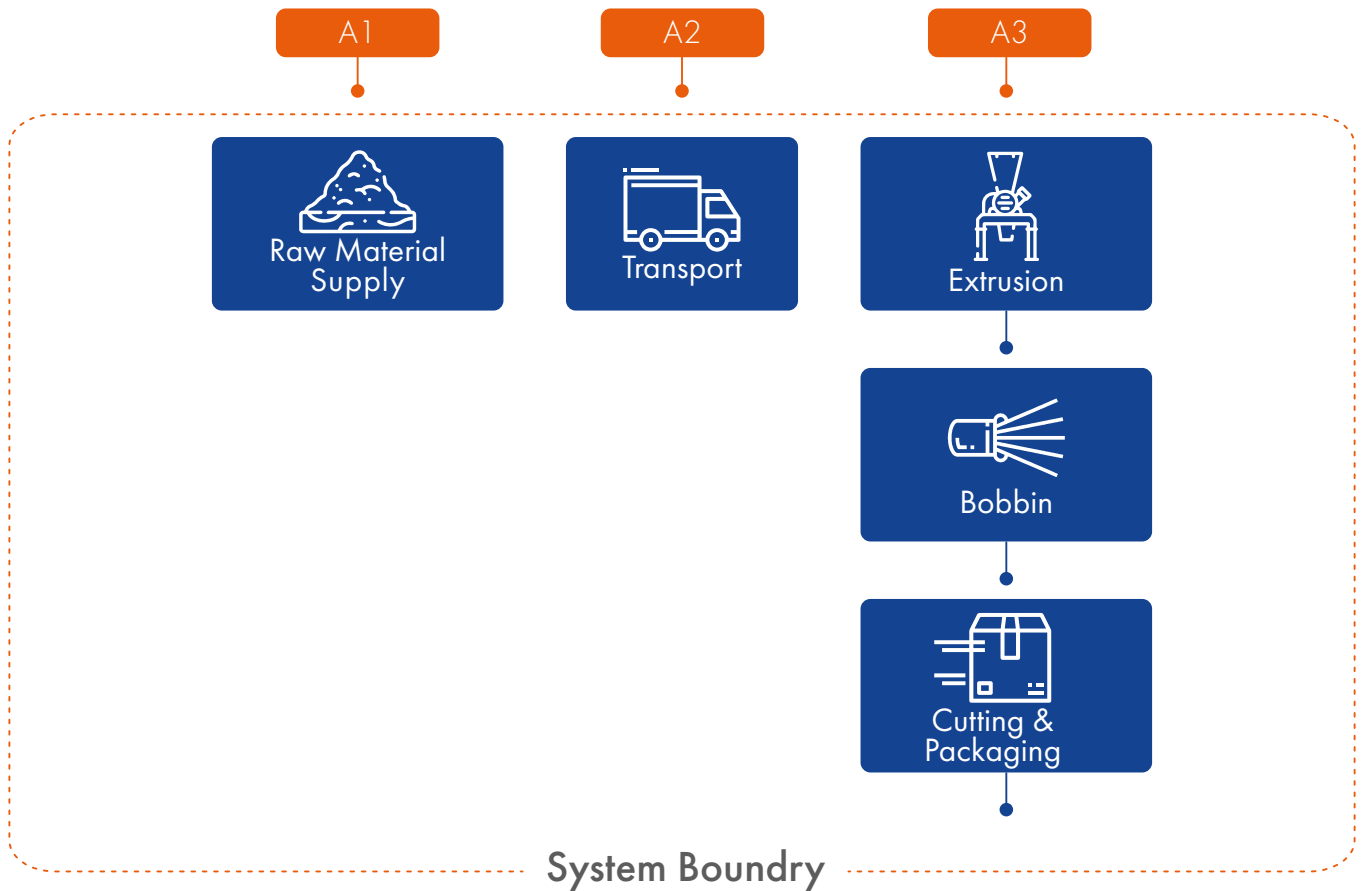 A1
A2
A3
Raw Material
Supply
Transport
Extrusion
Bobbin
Cutting &
Packaging
System Boundry